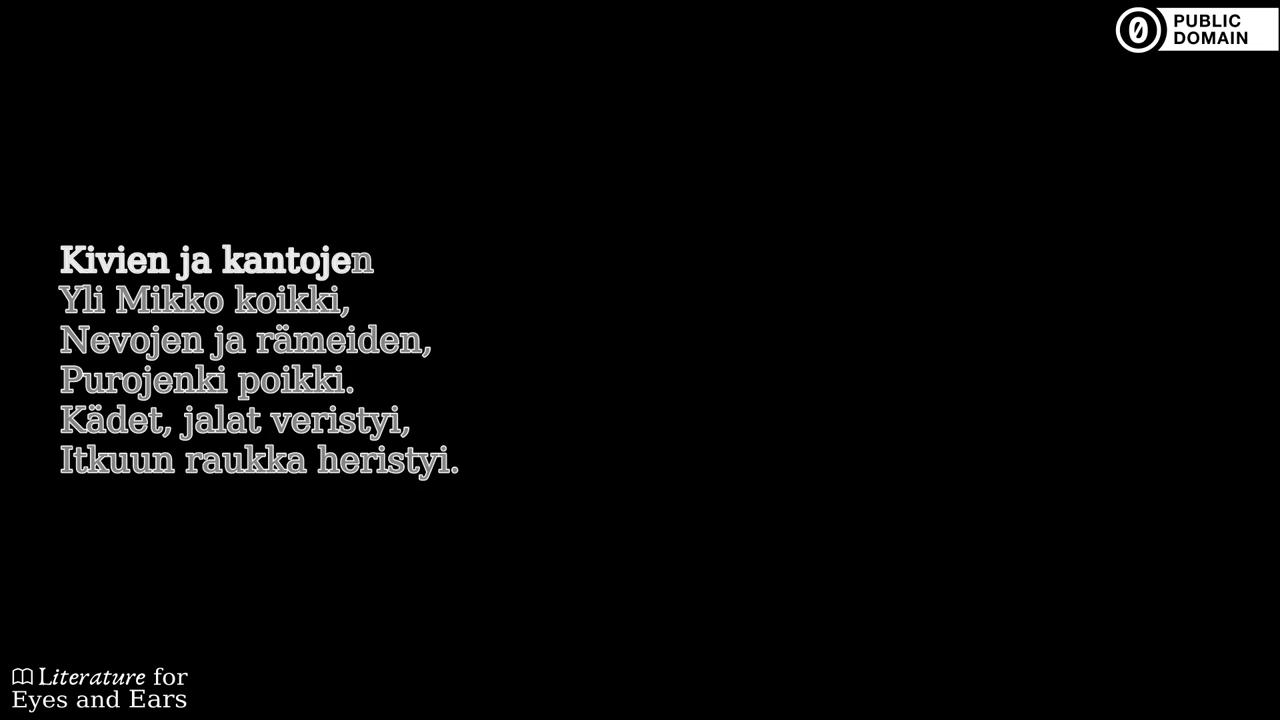 PUBLIC
DOMAIN
Kivien ja kantojen
Yli Mikko koikki,
Nevojen ja rämeiden,
Purojenki poikki.
Kädet, jalat veristyi,
Itkuun raukka heristyi.
Literature for
Eyes and Ears